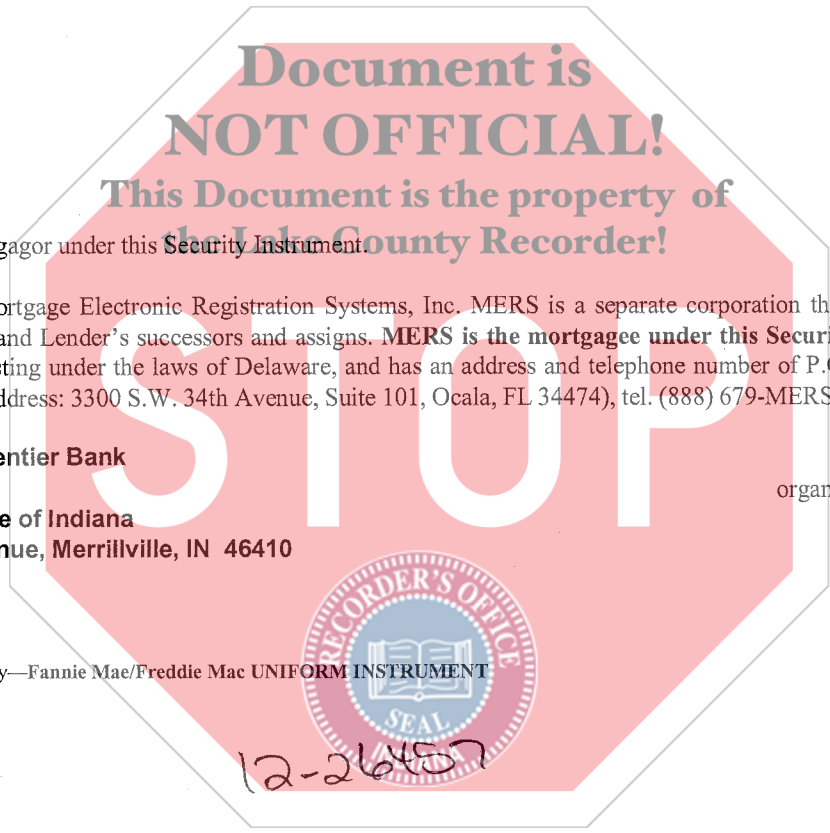 Document is
NOT OFFICIAL!
This Document is the property of
the Lake County Recorder!
gagor under this Security Instrument.
ortgage Electronic Registration Systems, Inc. MERS is a separate corporation th
and Lender's successors and assigns. MERS is the mortgagee under this Securi
ting under the laws of Delaware, and has an address and telephone number of P.O
ddress: 3300 S.W. 34th Avenue, Suite 101, Ocala, FL 34474), tel. (888) 679-MERS
STOP
entier Bank
organ
e of Indiana
nue, Merrillville, IN 46410
RECORDER'S OFFICE
y—Fannie Mae/Freddie Mac UNIFORM INSTRUMENT
SEAL
INDIANA
12-26457